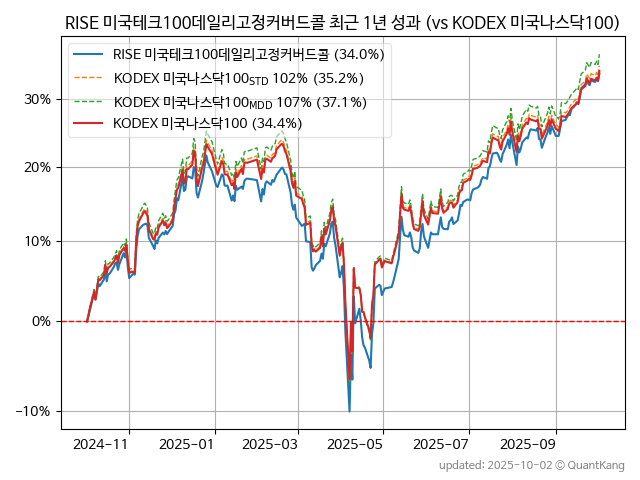 RISE 미국테크100데일리고정커버드콜 최근 1년 성과 (vs KODEX 미국나스닥100)
RISE 미국테크100데일리고정커버드콜 (34.0%)
KODEX 미국나스닥100STD 102% (35.2%)
KODEX 미국나스닥100MDD 107% (37.1%)
KODEX 미국나스닥100 (34.4%)
30%
20%
10%
0%
−10%
2024-11 2025-01 2025-03 2025-05 2025-07 2025-09
updated: 2025-10-02 © QuantKang